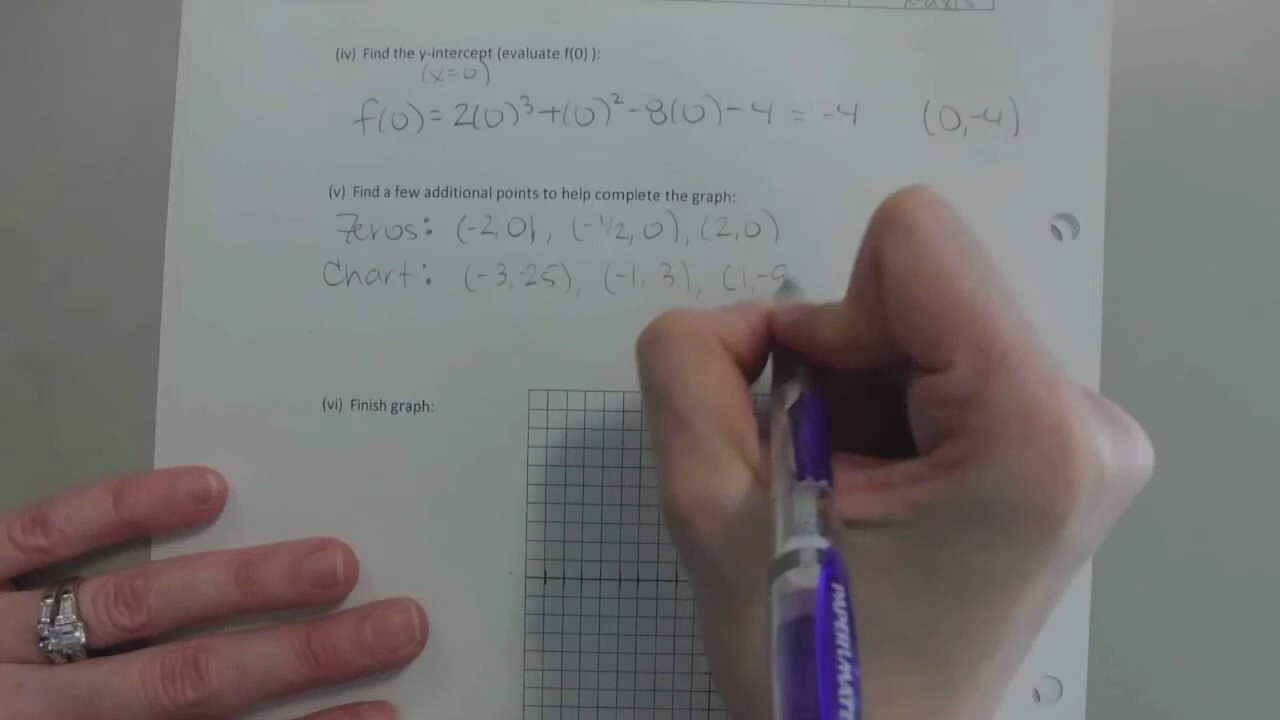 (iv) Find the y-intercept (evaluate f(0) ):
(x=0)
f(0) = 2(0)³+(0)²-8(0)-4 = -4 (0,-4)
(v) Find a few additional points to help complete the graph:
Zeros: (-2,0), (-1/2,0), (2,0)
Chart: (-3,-25), (-1, 3), (1,-9
(vi) Finish graph:
PAPERMATE